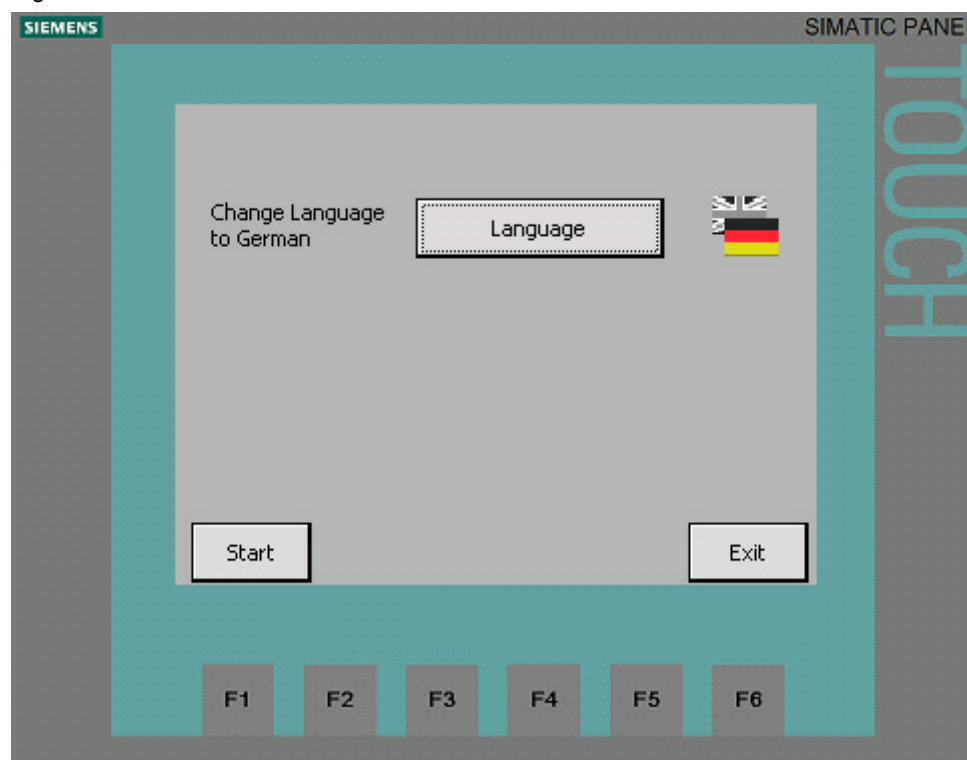 SIEMENS
SIMATIC PANE
TOUCH
Change Language
to German
Language
Start
Exit
F1 F2 F3 F4 F5 F6